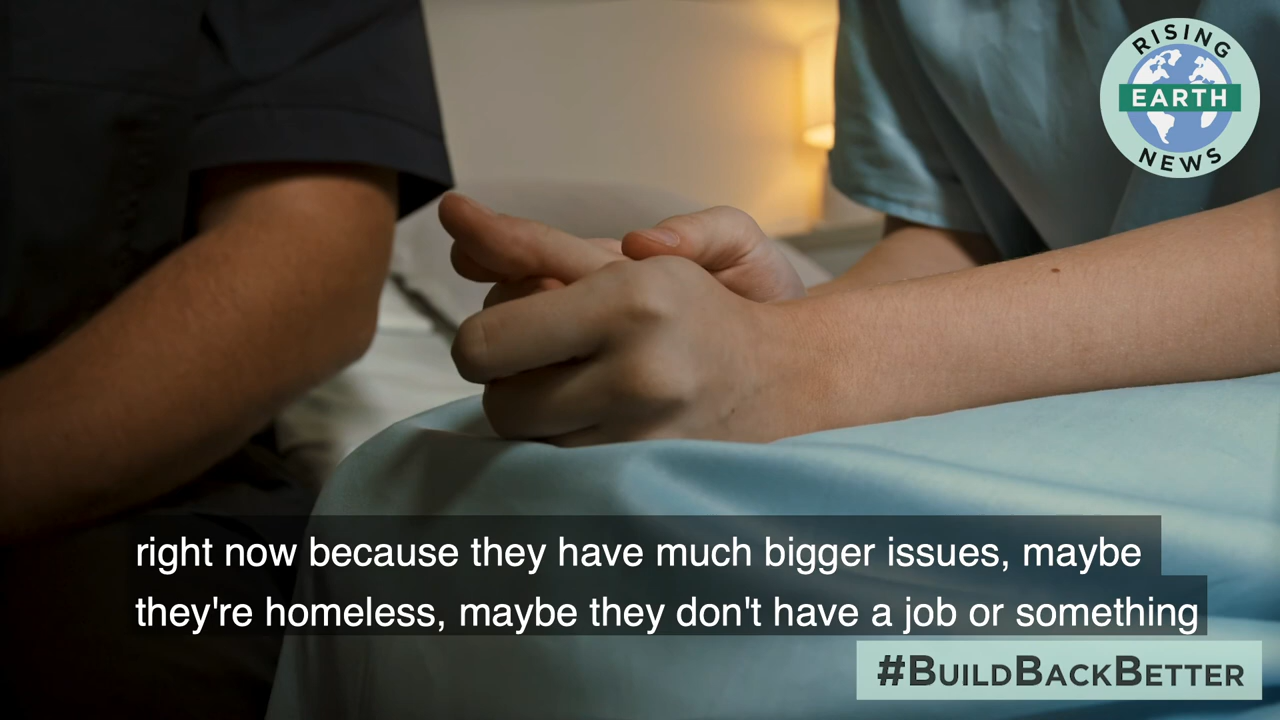 RISING
EARTH
NEWS
right now because they have much bigger issues, maybe
they're homeless, maybe they don't have a job or something
#BUILDBACKBETTER